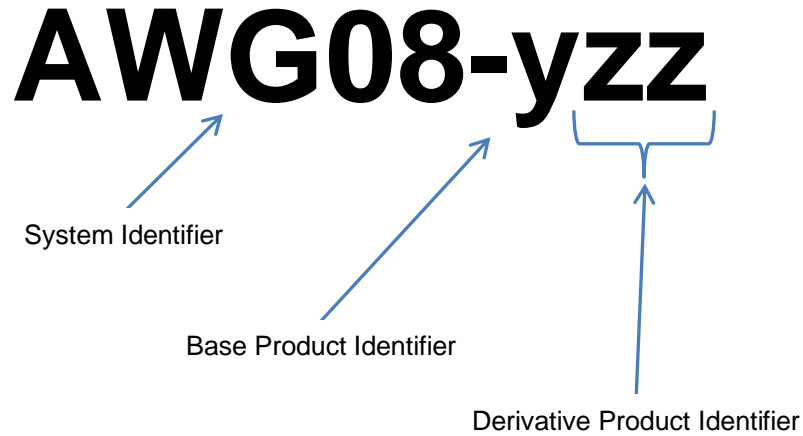 AWG08-yzz
System Identifier
Base Product Identifier
Derivative Product Identifier